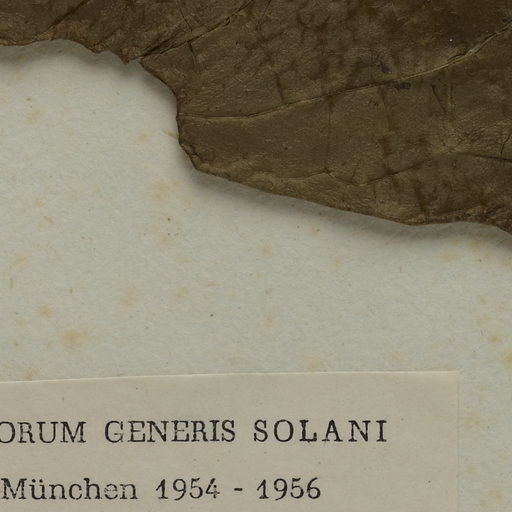 ORUM GENERIS SOLANI
München 1954 - 1956